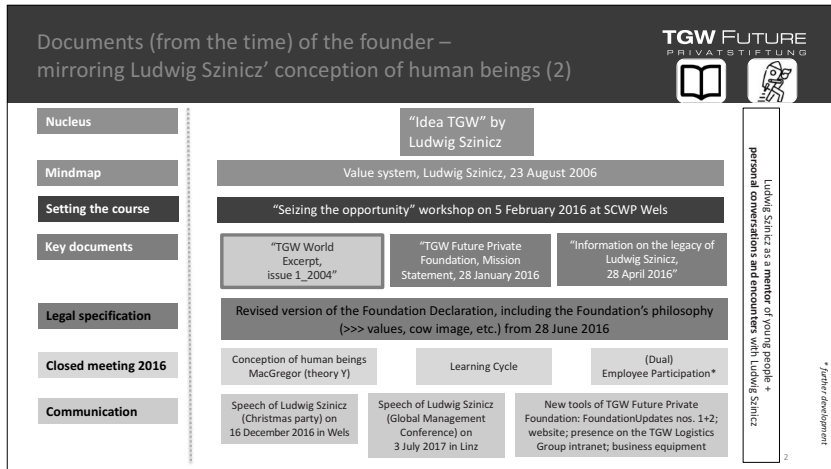 Documents (from the time) of the founder –
mirroring Ludwig Szinicz’ conception of human beings (2)
TGW FUTURE
PRIVATSTIFTUNG
Nucleus
“Idea TGW” by
Ludwig Szinicz
Mindmap
Value system, Ludwig Szinicz, 23 August 2006
Setting the course
“Seizing the opportunity” workshop on 5 February 2016 at SCWP Wels
Key documents
“TGW World
Excerpt,
issue 1_2004”
“TGW Future Private
Foundation, Mission
Statement, 28 January 2016
“Information on the legacy of
Ludwig Szinicz,
28 April 2016”
Legal specification
Revised version of the Foundation Declaration, including the Foundation’s philosophy
(>>> values, cow image, etc.) from 28 June 2016
Closed meeting 2016
Conception of human beings
MacGregor (theory Y)
Learning Cycle
(Dual)
Employee Participation*
Communication
Speech of Ludwig Szinicz
(Christmas party) on
16 December 2016 in Wels
Speech of Ludwig Szinicz
(Global Management
Conference) on
3 July 2017 in Linz
New tools of TGW Future Private
Foundation: FoundationUpdates nos. 1+2;
website; presence on the TGW Logistics
Group intranet; business equipment
Ludwig Szinicz as a mentor of young people +
personal conversations and encounters with Ludwig Szinicz
* further development
2